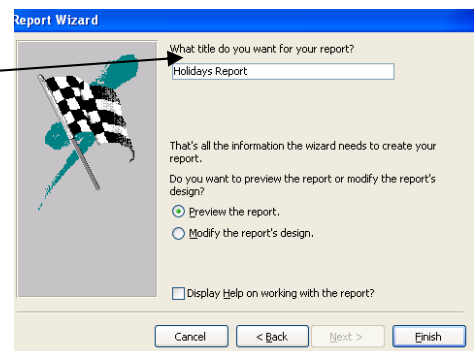 Report Wizard
What title do you want for your report?
Holidays Report
That's all the information the wizard needs to create your
report.
Do you want to preview the report or modify the report's
design?
Preview the report.
Modify the report's design.
Display Help on working with the report?
Cancel
< Back
Next >
Finish